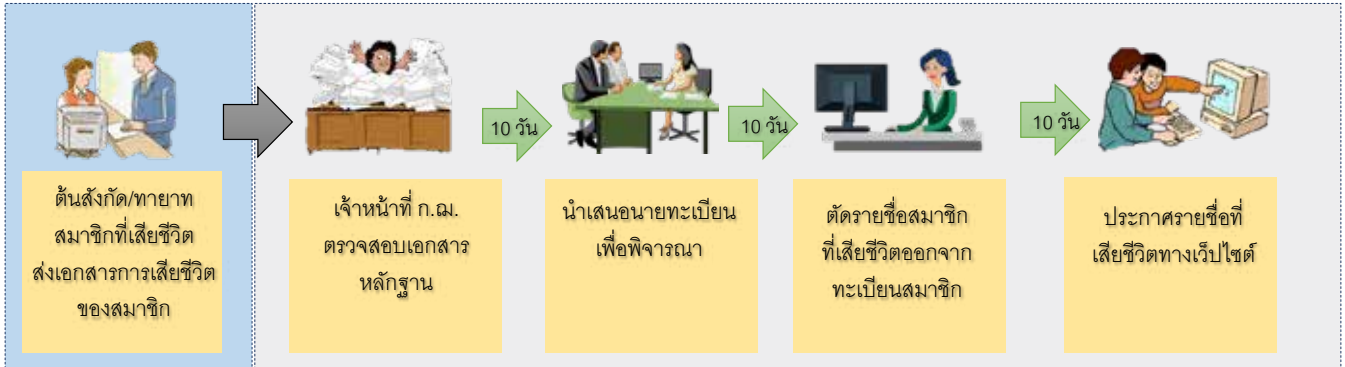 10 วัน
10 วัน
10 วัน
ต้นสังกัด/ทายาท
สมาชิกที่เสียชีวิต
ส่งเอกสารการเสียชีวิต
ของสมาชิก
เจ้าหน้าที่ ก.ฌ.
ตรวจสอบเอกสาร
หลักฐาน
นำเสนอนายทะเบียน
เพื่อพิจารณา
ตัดรายชื่อสมาชิก
ที่เสียชีวิตออกจาก
ทะเบียนสมาชิก
ประกาศรายชื่อที่
เสียชีวิตทางเว็ปไซต์